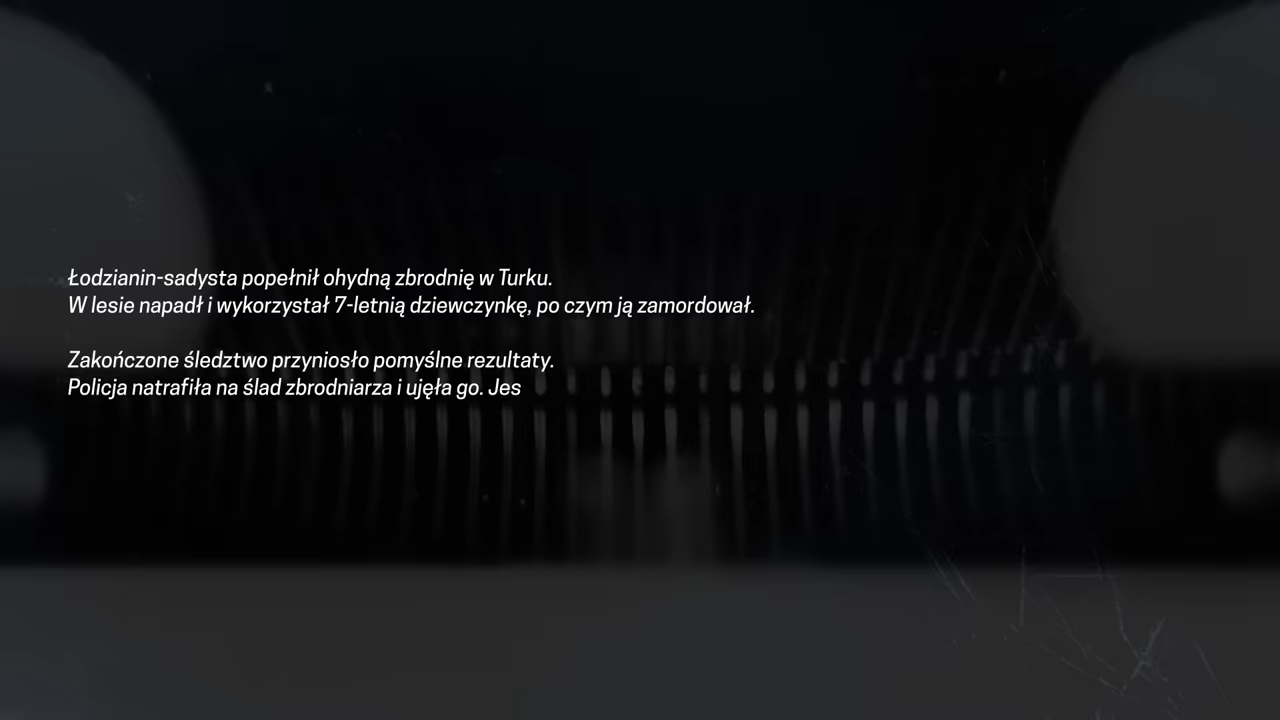 Łodzianin-sadysta popełnił ohydną zbrodnię w Turku.
W lesie napadł i wykorzystał 7-letnią dziewczynkę, po czym ją zamordował.
Zakończone śledztwo przyniosło pomyślne rezultaty.
Policja natrafiła na ślad zbrodniarza i ujęła go. Jes